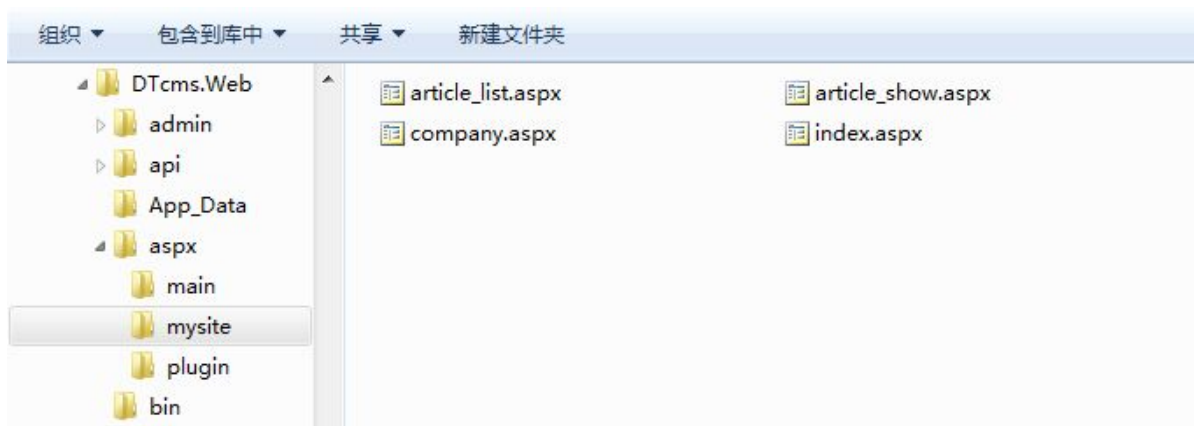 组织 包含到库中 共享 新建文件夹
DTcms.Web
admin
api
App_Data
aspx
main
mysite
plugin
bin
article_list.aspx article_show.aspx
company.aspx index.aspx